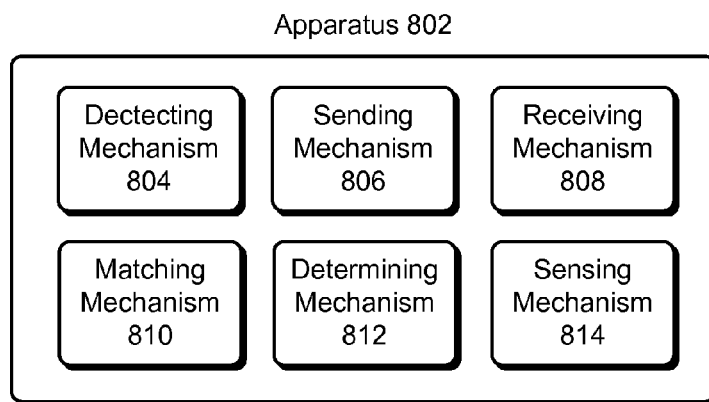 Apparatus 802
Dectecting
Mechanism
804
Sending
Mechanism
806
Receiving
Mechanism
808
Matching
Mechanism
810
Determining
Mechanism
812
Sensing
Mechanism
814